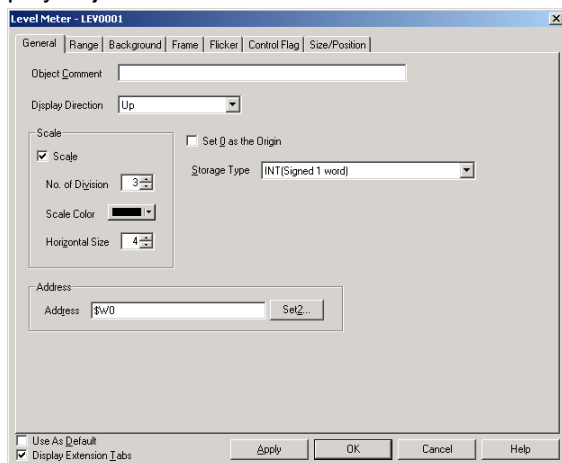 Level Meter - LEV0001
General Range Background Frame Flicker Control Flag Size/Position
Object Comment
Display Direction Up
Scale
Set 0 as the Origin
Scale
Storage Type INT(Signed 1 word)
No. of Division 3
Scale Color
Horizontal Size 4
Address
Address $W0 Set2...
Use As Default
Display Extension Tabs
Apply OK Cancel Help